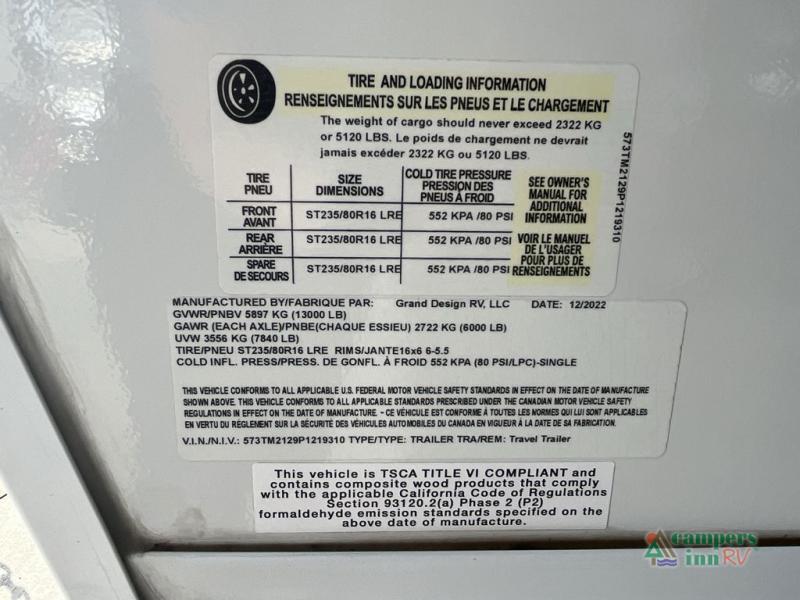 TIRE AND LOADING INFORMATION
RENSEIGNEMENTS SUR LES PNEUS ET LE CHARGEMENT
The weight of cargo should never exceed 2322 KG
or 5120 LBS. Le poids de chargement ne devrait
jamais excéder 2322 KG ou 5120 LBS.
TIRE
PNEU
SIZE
DIMENSIONS
COLD TIRE PRESSURE
PRESSION DES
PNEUS À FROID
SEE OWNER'S
MANUAL FOR
ADDITIONAL
INFORMATION
FRONT
AVANT
ST235/80R16 LRE
552 KPA /80 PSI
REAR
ARRIÈRE
ST235/80R16 LRE
552 KPA /80 PSI
VOIR LE MANUEL
DE L'USAGER
POUR PLUS DE
RENSEIGNEMENTS
SPARE
DE SECOURS
ST235/80R16 LRE
552 KPA /80 PSI
573TM2129P1219310
MANUFACTURED BY/FABRIQUE PAR: Grand Design RV, LLC DATE: 12/2022
GVWR/PNBV 5897 KG (13000 LB)
GAWR (EACH AXLE)/PNBE(CHAQUE ESSIEU) 2722 KG (6000 LB)
UVW 3556 KG (7840 LB)
TIRE/PNEU ST235/80R16 LRE RIMS/JANTE16x6 6-5.5
COLD INFL. PRESS/PRESS. DE GONFL. À FROID 552 KPA (80 PSI/LPC)-SINGLE
THIS VEHICLE CONFORMS TO ALL APPLICABLE U.S. FEDERAL MOTOR VEHICLE SAFETY STANDARDS IN EFFECT ON THE DATE OF MANUFACTURE
SHOWN ABOVE. THIS VEHICLE CONFORMS TO ALL APPLICABLE STANDARDS PRESCRIBED UNDER THE CANADIAN MOTOR VEHICLE SAFETY
REGULATIONS IN EFFECT ON THE DATE OF MANUFACTURE. - CE VÉHICULE EST CONFORME À TOUTES LES NORMES QUI LUI SONT APPLICABLES
EN VERTU DU RÈGLEMENT SUR LA SÉCURITÉ DES VÉHICULES AUTOMOBILES DU CANADA EN VIGUEUR À LA DATE DE SA FABRICATION.
V.I.N./N.I.V.: 573TM2129P1219310 TYPE/TYPE: TRAILER TRA/REM: Travel Trailer
This vehicle is TSCA TITLE VI COMPLIANT and
contains composite wood products that comply
with the applicable California Code of Regulations
Section 93120.2(a) Phase 2 (P2)
formaldehyde emission standards specified on the
above date of manufacture.
campers
inn RV